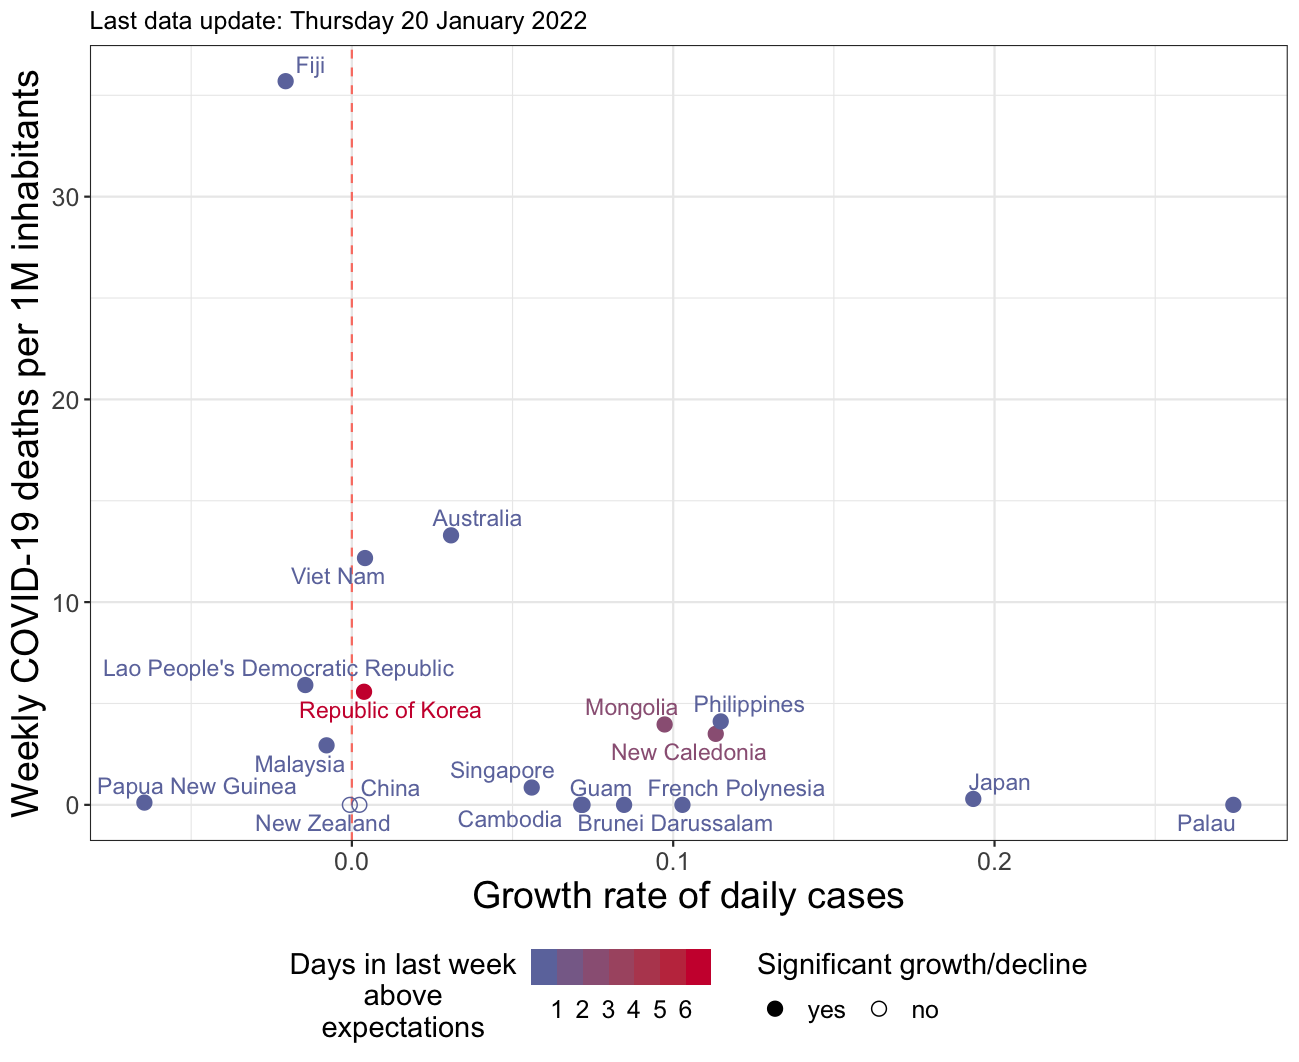 Last data update: Thursday 20 January 2022
Weekly COVID-19 deaths per 1M inhabitants
30
20
10
0
Fiji
Australia
Viet Nam
Lao People's Democratic Republic
Republic of Korea
Mongolia
Philippines
New Caledonia
Malaysia
Singapore
Papua New Guinea
China
Guam
French Polynesia
Japan
New Zealand
Cambodia
Brunei Darussalam
Palau
0.0
0.1
0.2
Growth rate of daily cases
Days in last week
above
expectations
1 2 3 4 5 6
Significant growth/decline
yes
no